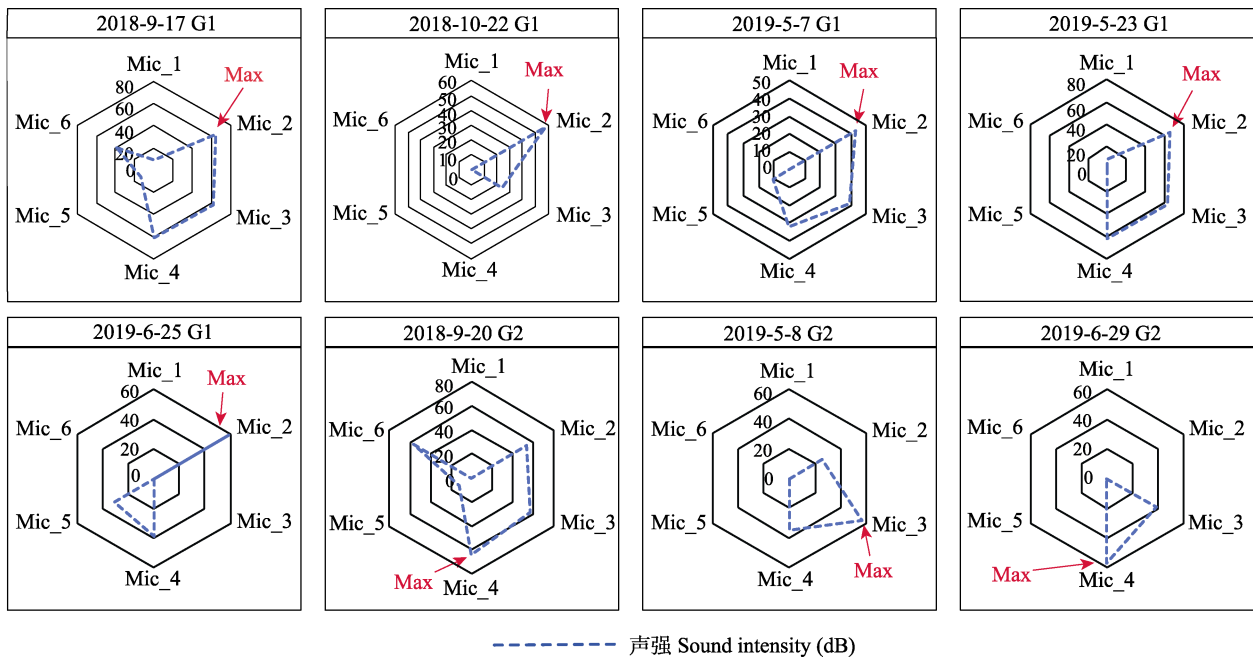 2018-9-17 G1
Mic_1
80
Max
60
Mic_6
Mic_2
40
20
0
Mic_5
Mic_3
Mic_4
2018-10-22 G1
Mic_1
60
Max
50
Mic_6
40
Mic_2
30
30
10
0
Mic_5
Mic_3
Mic_4
2019-5-7 G1
Mic_1
50
Max
40
Mic_6
30
Mic_2
20
10
0
Mic_5
Mic_3
Mic_4
2019-5-23 G1
Mic_1
80
Max
60
Mic_6
Mic_2
40
20
0
Mic_5
Mic_3
Mic_4
2019-6-25 G1
Mic_1
60
Max
40
Mic_6
Mic_2
20
0
Mic_5
Mic_3
Mic_4
2018-9-20 G2
Mic_1
80
60
Mic_6
Mic_2
40
20
0
Mic_5
Mic_3
Max
Mic_4
2019-5-8 G2
Mic_1
60
40
Mic_6
Mic_2
20
0
Mic_5
Mic_3
Max
Mic_4
2019-6-29 G2
Mic_1
60
40
Mic_6
Mic_2
20
0
Mic_5
Mic_3
Max
Mic_4
声强 Sound intensity (dB)